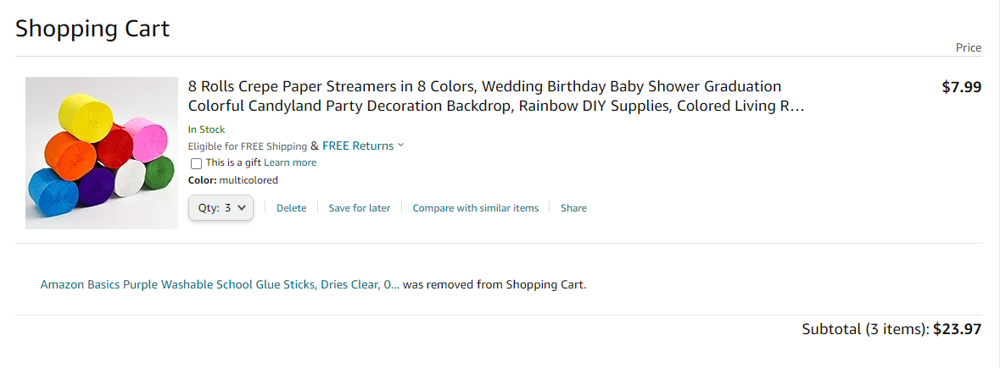 Shopping Cart
Price
8 Rolls Crepe Paper Streamers in 8 Colors, Wedding Birthday Baby Shower Graduation
$7.99
Colorful Candyland Party Decoration Backdrop, Rainbow DIY Supplies, Colored Living R…
In Stock
Eligible for FREE Shipping & FREE Returns
This is a gift Learn more
Color: multicolored
Qty: 3 Delete Save for later Compare with similar items Share
Amazon Basics Purple Washable School Glue Sticks, Dries Clear, 0... was removed from Shopping Cart.
Subtotal (3 items): $23.97